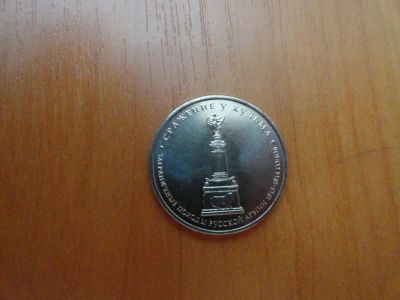 СРАЖЕНИЕ У КУЛЬМА
ЗАГРАНИЧНЫЕ ПОХОДЫ РУССКОЙ АРМИИ